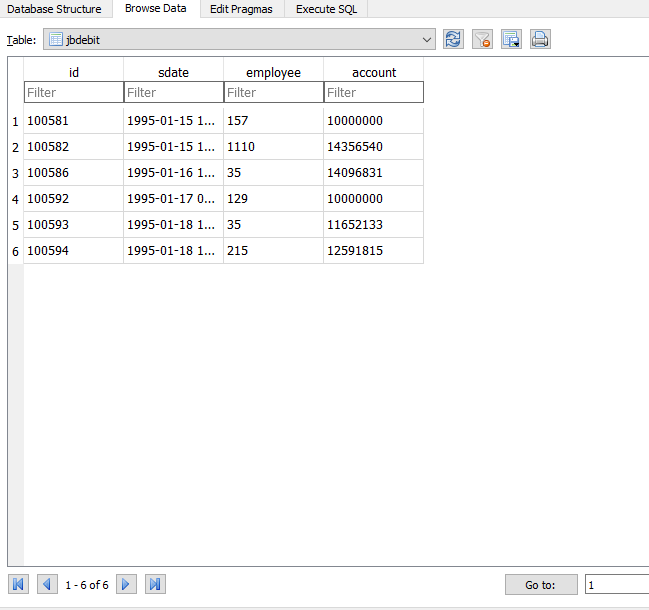 Database Structure Browse Data Edit Pragmas Execute SQL
Table: jbdebit
id sdate employee account
Filter Filter Filter Filter
1 100581 1995-01-15 1... 157 10000000
2 100582 1995-01-15 1... 1110 14356540
3 100586 1995-01-16 1... 35 14096831
4 100592 1995-01-17 0... 129 10000000
5 100593 1995-01-18 1... 35 11652133
6 100594 1995-01-18 1... 215 12591815
1 - 6 of 6 Go to: 1